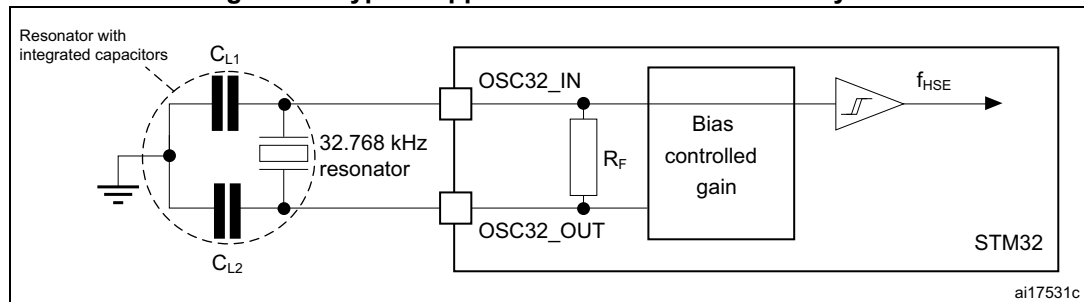 Resonator with
integrated capacitors
CL1
OSC32_IN
fHSE
32.768 kHz
resonator
RF
Bias
controlled
gain
OSC32_OUT
STM32
CL2
ai17531c